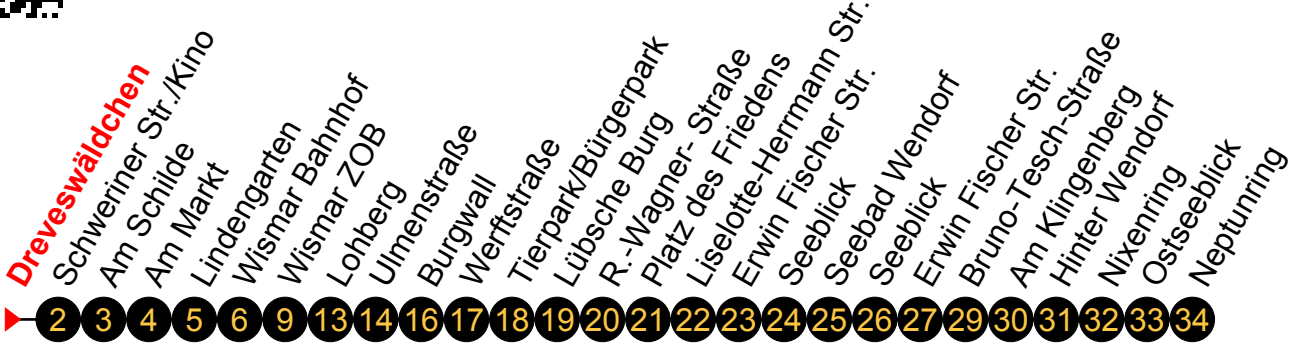 Dreveswäldchen
Schweriner Str./Kino
Am Schilde
Am Markt
Lindengarten
Wismar Bahnhof
Wismar ZOB
Lohberg
Ulmenstraße
Burgwall
Werftstraße
Tierpark/Bürgerpark
Lübsche Burg
R.-Wagner- Straße
Platz des Friedens
Liselotte-Herrmann Str.
Erwin Fischer Str.
Seeblick
Seebad Wendorf
Seeblick
Erwin Fischer Str.
Bruno-Tesch-Straße
Am Klingenberg
Hinter Wendorf
Nixenring
Ostseeblick
Neptunring
2 3 4 5 6 9 13 14 16 17 18 19 20 21 22 23 24 25 26 27 29 30 31 32 33 34